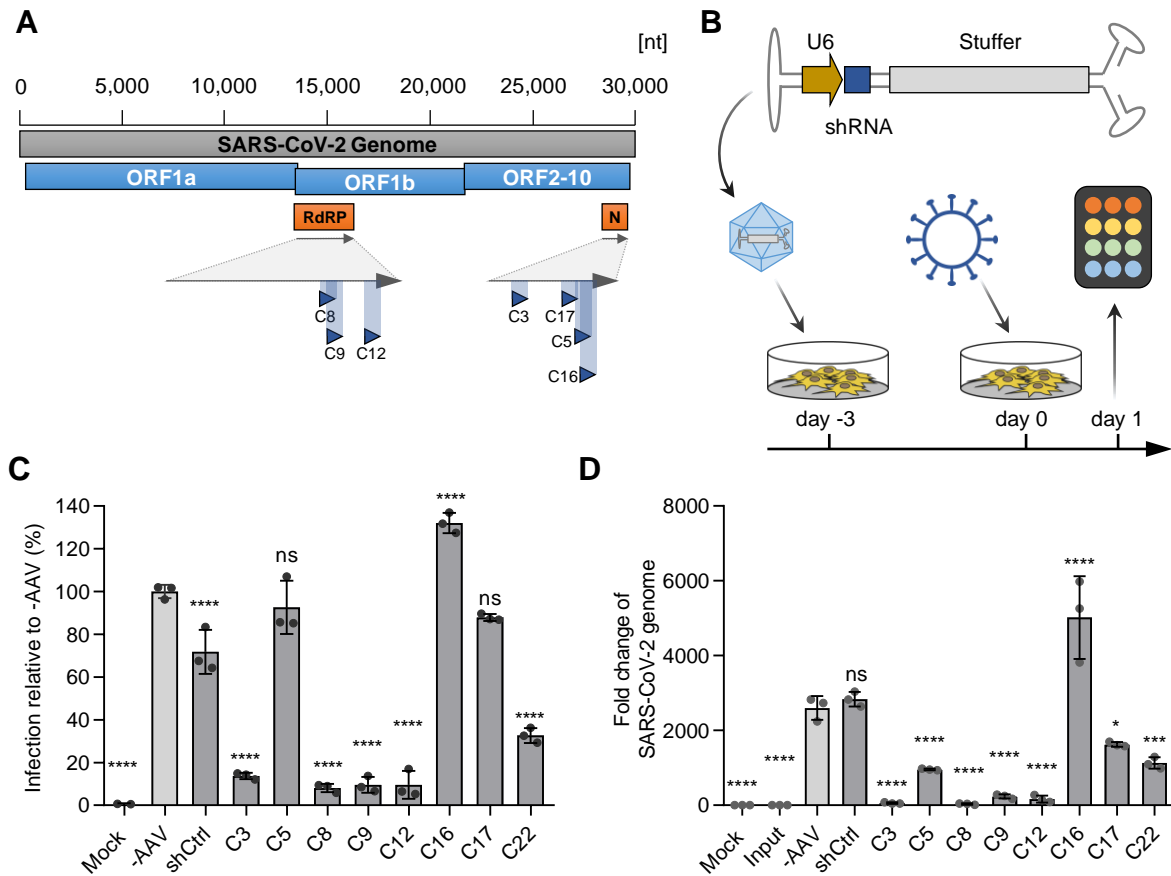 A
[nt]
0 5,000 10,000 15,000 20,000 25,000 30,000
SARS-CoV-2 Genome
ORF1a ORF1b ORF2-10
RdRP N
C8 C3 C17
C9 C12 C5
C16
B
U6 Stuffer
shRNA
day -3 day 0 day 1
C
Infection relative to -AAV (%)
140
120
100
80
60
40
20
0
**** **** **** ns **** **** **** **** ns ****
Mock -AAV shCtrl C3 C5 C8 C9 C12 C16 C17 C22
D
Fold change of
SARS-CoV-2 genome
8000
6000
4000
2000
0
**** **** ns **** **** **** **** **** **** * ***
Mock Input -AAV shCtrl C3 C5 C8 C9 C12 C16 C17 C22